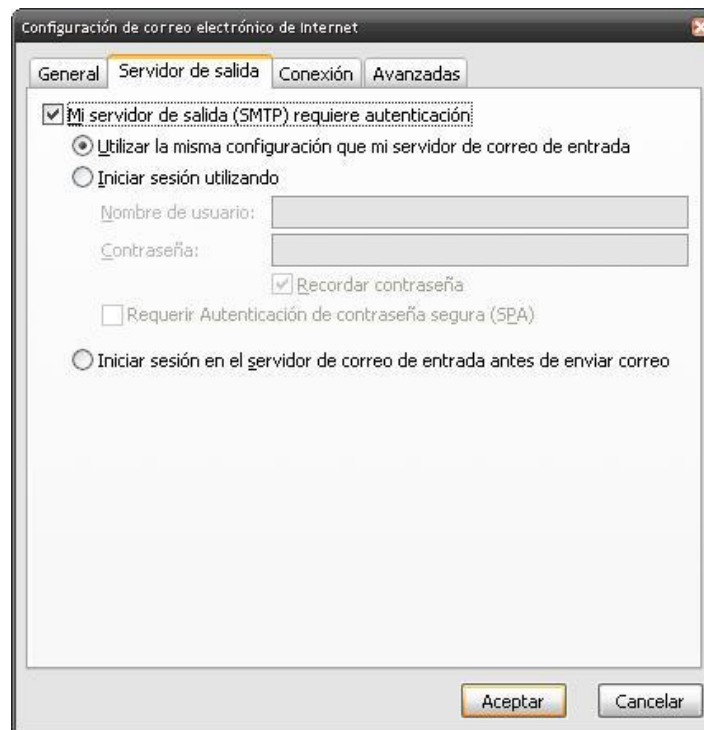 Configuración de correo electrónico de Internet
General Servidor de salida Conexión Avanzadas
Mi servidor de salida (SMTP) requiere autenticación
Utilizar la misma configuración que mi servidor de correo de entrada
Iniciar sesión utilizando
Nombre de usuario:
Contraseña:
Recordar contraseña
Requerir Autenticación de contraseña segura (SPA)
Iniciar sesión en el servidor de correo de entrada antes de enviar correo
Aceptar Cancelar